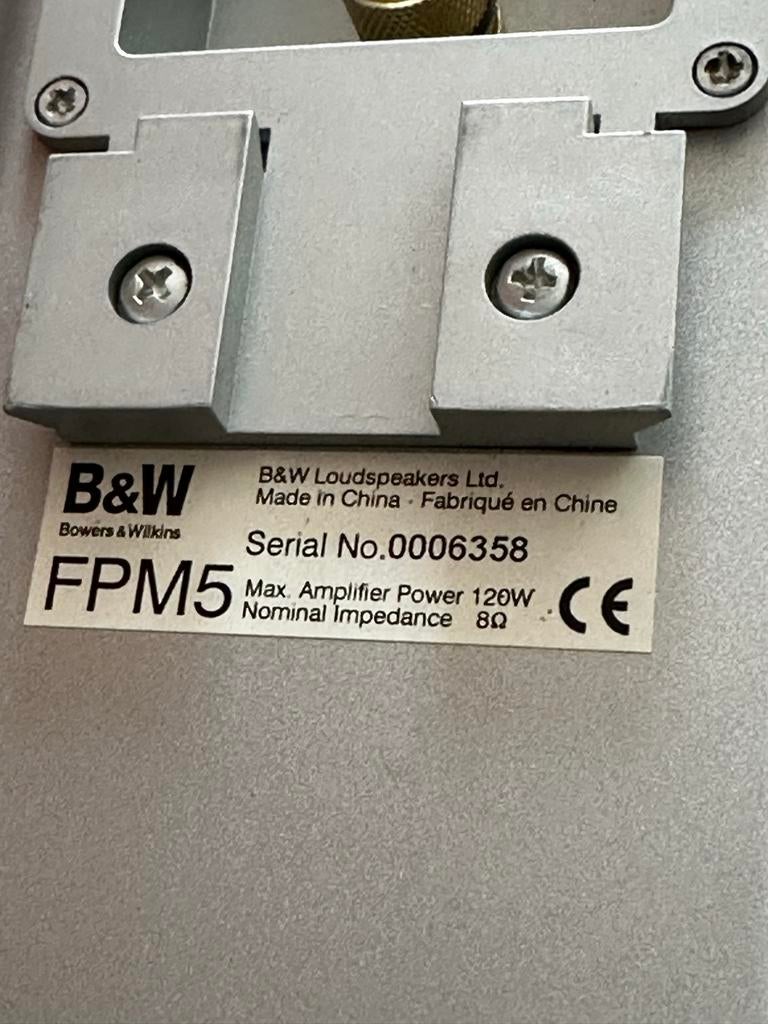 B&W
Bowers & Wilkins
FPM5
B&W Loudspeakers Ltd.
Made in China - Fabriqué en Chine
Serial No.0006358
Max. Amplifier Power 120W
Nominal Impedance 8Ω
CE